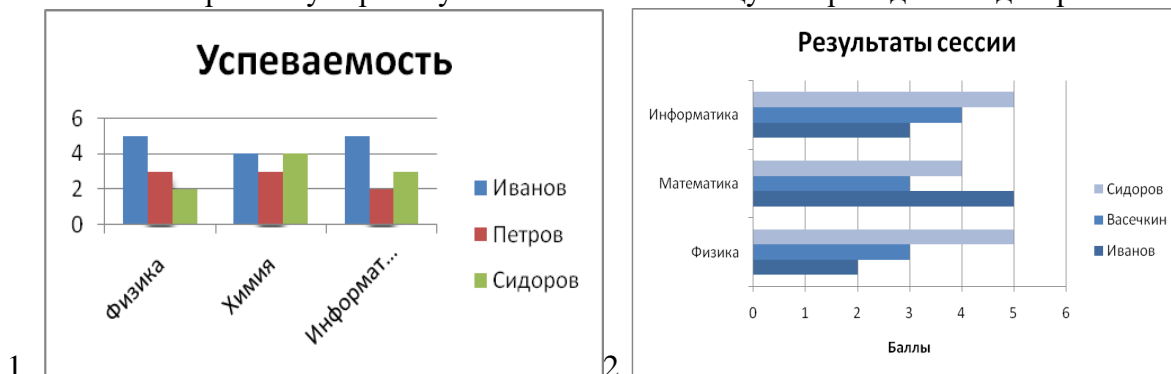 Успеваемость
6
4
2
0
Физика
Химия
Информат...
Иванов
Петров
Сидоров
1
Результаты сессии
Информатика
Математика
Физика
0 1 2 3 4 5 6
Баллы
Сидоров
Васечкин
Иванов
2